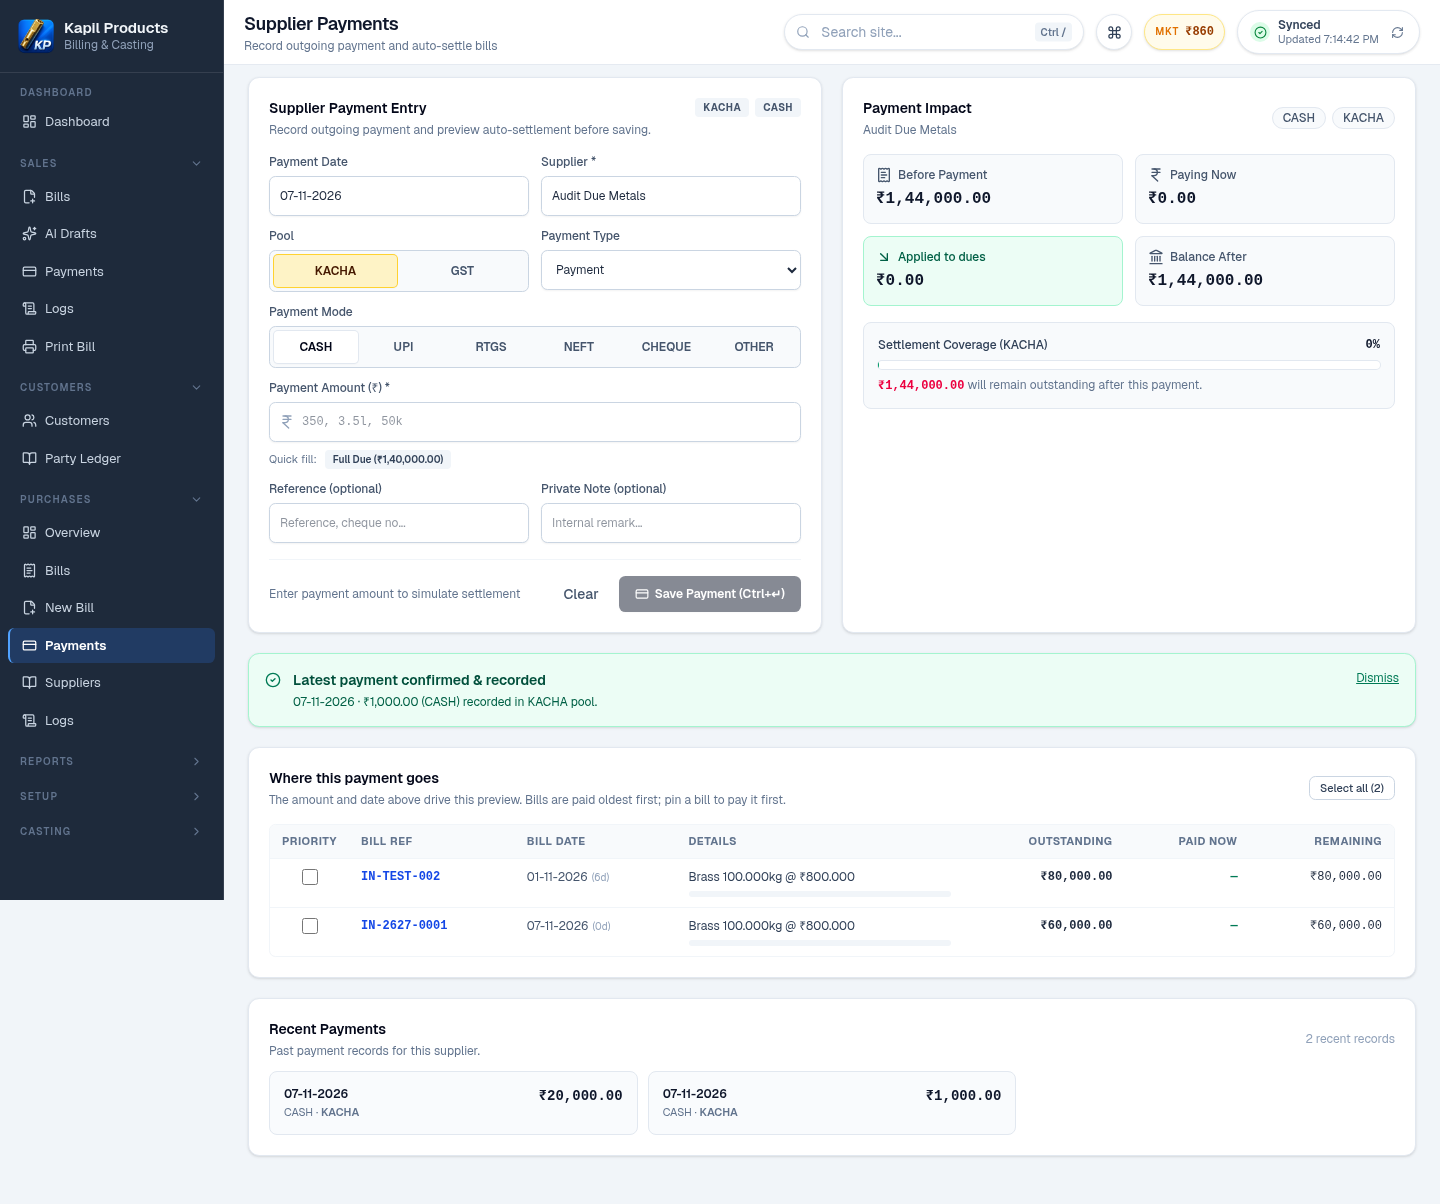 Kapil Products
Billing & Casting
DASHBOARD
Dashboard
SALES
Bills
AI Drafts
Payments
Logs
Print Bill
CUSTOMERS
Customers
Party Ledger
PURCHASES
Overview
Bills
New Bill
Payments
Suppliers
Logs
REPORTS
SETUP
CASTING
Supplier Payments
Record outgoing payment and auto-settle bills
Search site...
Ctrl /
⌘
MKT ₹860
Synced
Updated 7:14:42 PM
Supplier Payment Entry
KACHA CASH
Record outgoing payment and preview auto-settlement before saving.
Payment Date
Supplier *
07-11-2026
Audit Due Metals
Pool
Payment Type
KACHA GST
Payment
Payment Mode
CASH UPI RTGS NEFT CHEQUE OTHER
Payment Amount (₹) *
₹ 350, 3.5l, 50k
Quick fill: Full Due (₹1,40,000.00)
Reference (optional)
Private Note (optional)
Reference, cheque no...
Internal remark...
Enter payment amount to simulate settlement
Clear
Save Payment (Ctrl+↵)
Payment Impact
Audit Due Metals
CASH KACHA
Before Payment
₹1,44,000.00
₹ Paying Now
₹0.00
Applied to dues
₹0.00
Balance After
₹1,44,000.00
Settlement Coverage (KACHA) 0%
₹1,44,000.00 will remain outstanding after this payment.
Latest payment confirmed & recorded
Dismiss
07-11-2026 · ₹1,000.00 (CASH) recorded in KACHA pool.
Where this payment goes
The amount and date above drive this preview. Bills are paid oldest first; pin a bill to pay it first.
Select all (2)
PRIORITY BILL REF BILL DATE DETAILS OUTSTANDING PAID NOW REMAINING
IN-TEST-002 01-11-2026 (6d) Brass 100.000kg @ ₹800.000 ₹80,000.00 — ₹80,000.00
IN-2627-0001 07-11-2026 (0d) Brass 100.000kg @ ₹800.000 ₹60,000.00 — ₹60,000.00
Recent Payments
Past payment records for this supplier.
2 recent records
07-11-2026 ₹20,000.00
CASH · KACHA
07-11-2026 ₹1,000.00
CASH · KACHA
KP